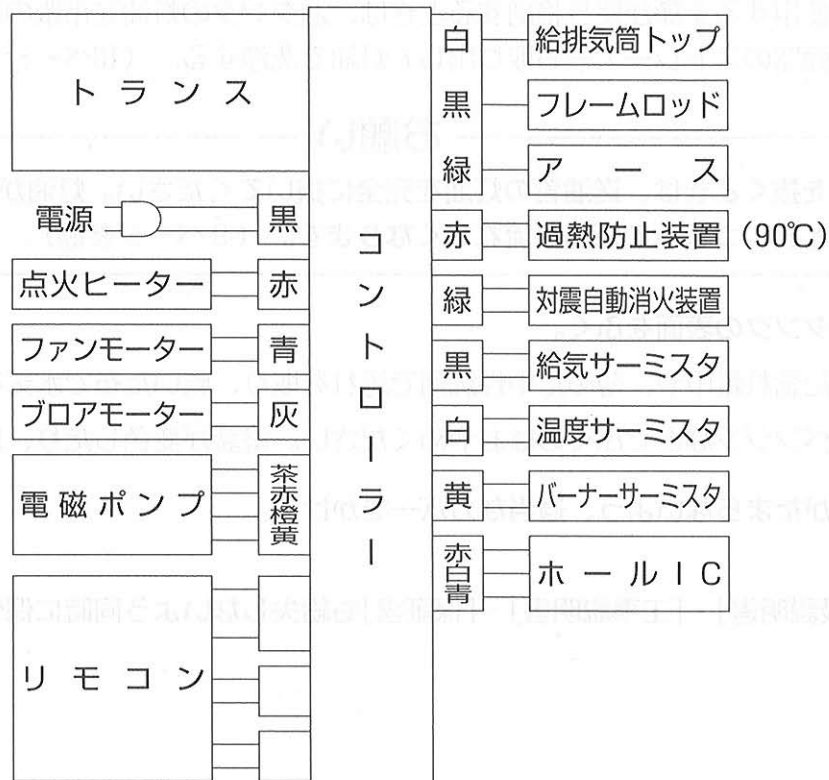 トランス
電源 黒
点火ヒーター 赤
ファンモーター 青
ブロアモーター 灰
電磁ポンプ 茶赤橙黄
リモコン
コントローラー
白 給排気筒トップ
黒 フレームロッド
緑 アース
赤 過熱防止装置 (90℃)
緑 対震自動消火装置
黒 給気サーミスタ
白 温度サーミスタ
黄 バーナーサーミスタ
赤白青 ホールIC